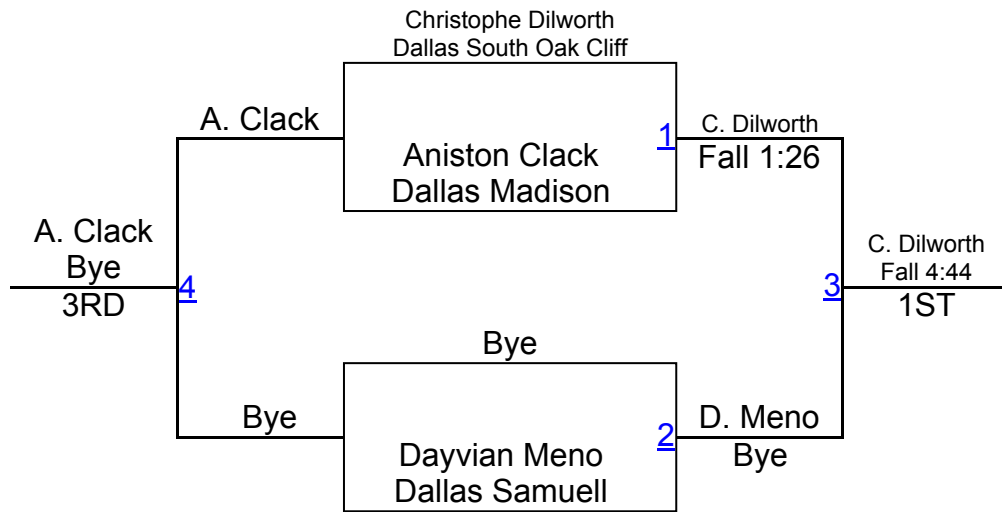 Christophe Dilworth
Dallas South Oak Cliff
A. Clack
1
C. Dilworth
Aniston Clack
Fall 1:26
Dallas Madison
A. Clack
Bye
4
3RD
3
C. Dilworth
Fall 4:44
1ST
Bye
Bye
2
D. Meno
Dayvian Meno
Bye
Dallas Samuell